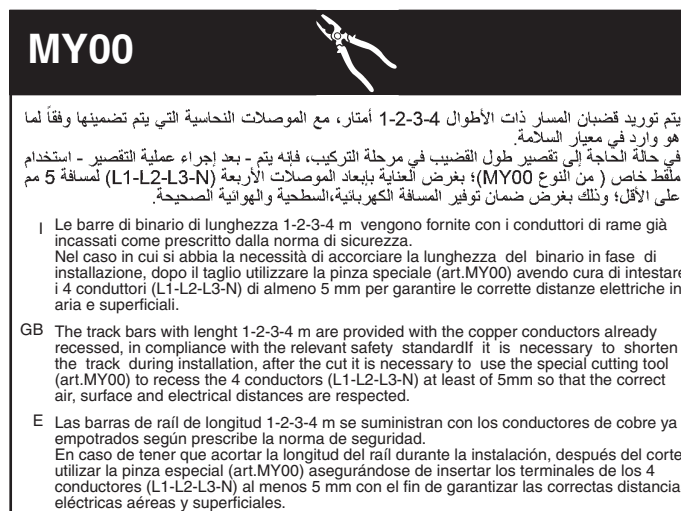 MY00
يتم توريد قضبان المسار ذات الأطوال 4-3-2-1 أمتار، مع الموصلات النحاسية التي يتم تضمينها وفقاً لما
هو وارد في معيار السلامة.
في حالة الحاجة إلى تقصير طول القضيب في مرحلة التركيب، فإنه يتم - بعد إجراء عملية التقصير - استخدام
ملقط خاص ( من النوع MY00)؛ بغرض العناية بإبعاد الموصلات الأربعة (L1-L2-L3-N) لمسافة 5 مم
على الأقل؛ وذلك بغرض ضمان توفير المسافة الكهربائية،السطحية والهوائية الصحيحة.
I Le barre di binario di lunghezza 1-2-3-4 m vengono fornite con i conduttori di rame già
incassati come prescritto dalla norma di sicurezza.
Nel caso in cui si abbia la necessità di accorciare la lunghezza del binario in fase di
installazione, dopo il taglio utilizzare la pinza speciale (art.MY00) avendo cura di intestare
i 4 conduttori (L1-L2-L3-N) di almeno 5 mm per garantire le corrette distanze elettriche in
aria e superficiali.
GB The track bars with lenght 1-2-3-4 m are provided with the copper conductors already
recessed, in compliance with the relevant safety standardIf it is necessary to shorten
the track during installation, after the cut it is necessary to use the special cutting tool
(art.MY00) to recess the 4 conductors (L1-L2-L3-N) at least of 5mm so that the correct
air, surface and electrical distances are respected.
E Las barras de raíl de longitud 1-2-3-4 m se suministran con los conductores de cobre ya
empotrados según prescribe la norma de seguridad.
En caso de tener que acortar la longitud del raíl durante la instalación, después del corte
utilizar la pinza especial (art.MY00) asegurándose de insertar los terminales de los 4
conductores (L1-L2-L3-N) al menos 5 mm con el fin de garantizar las correctas distancia
eléctricas aéreas y superficiales.